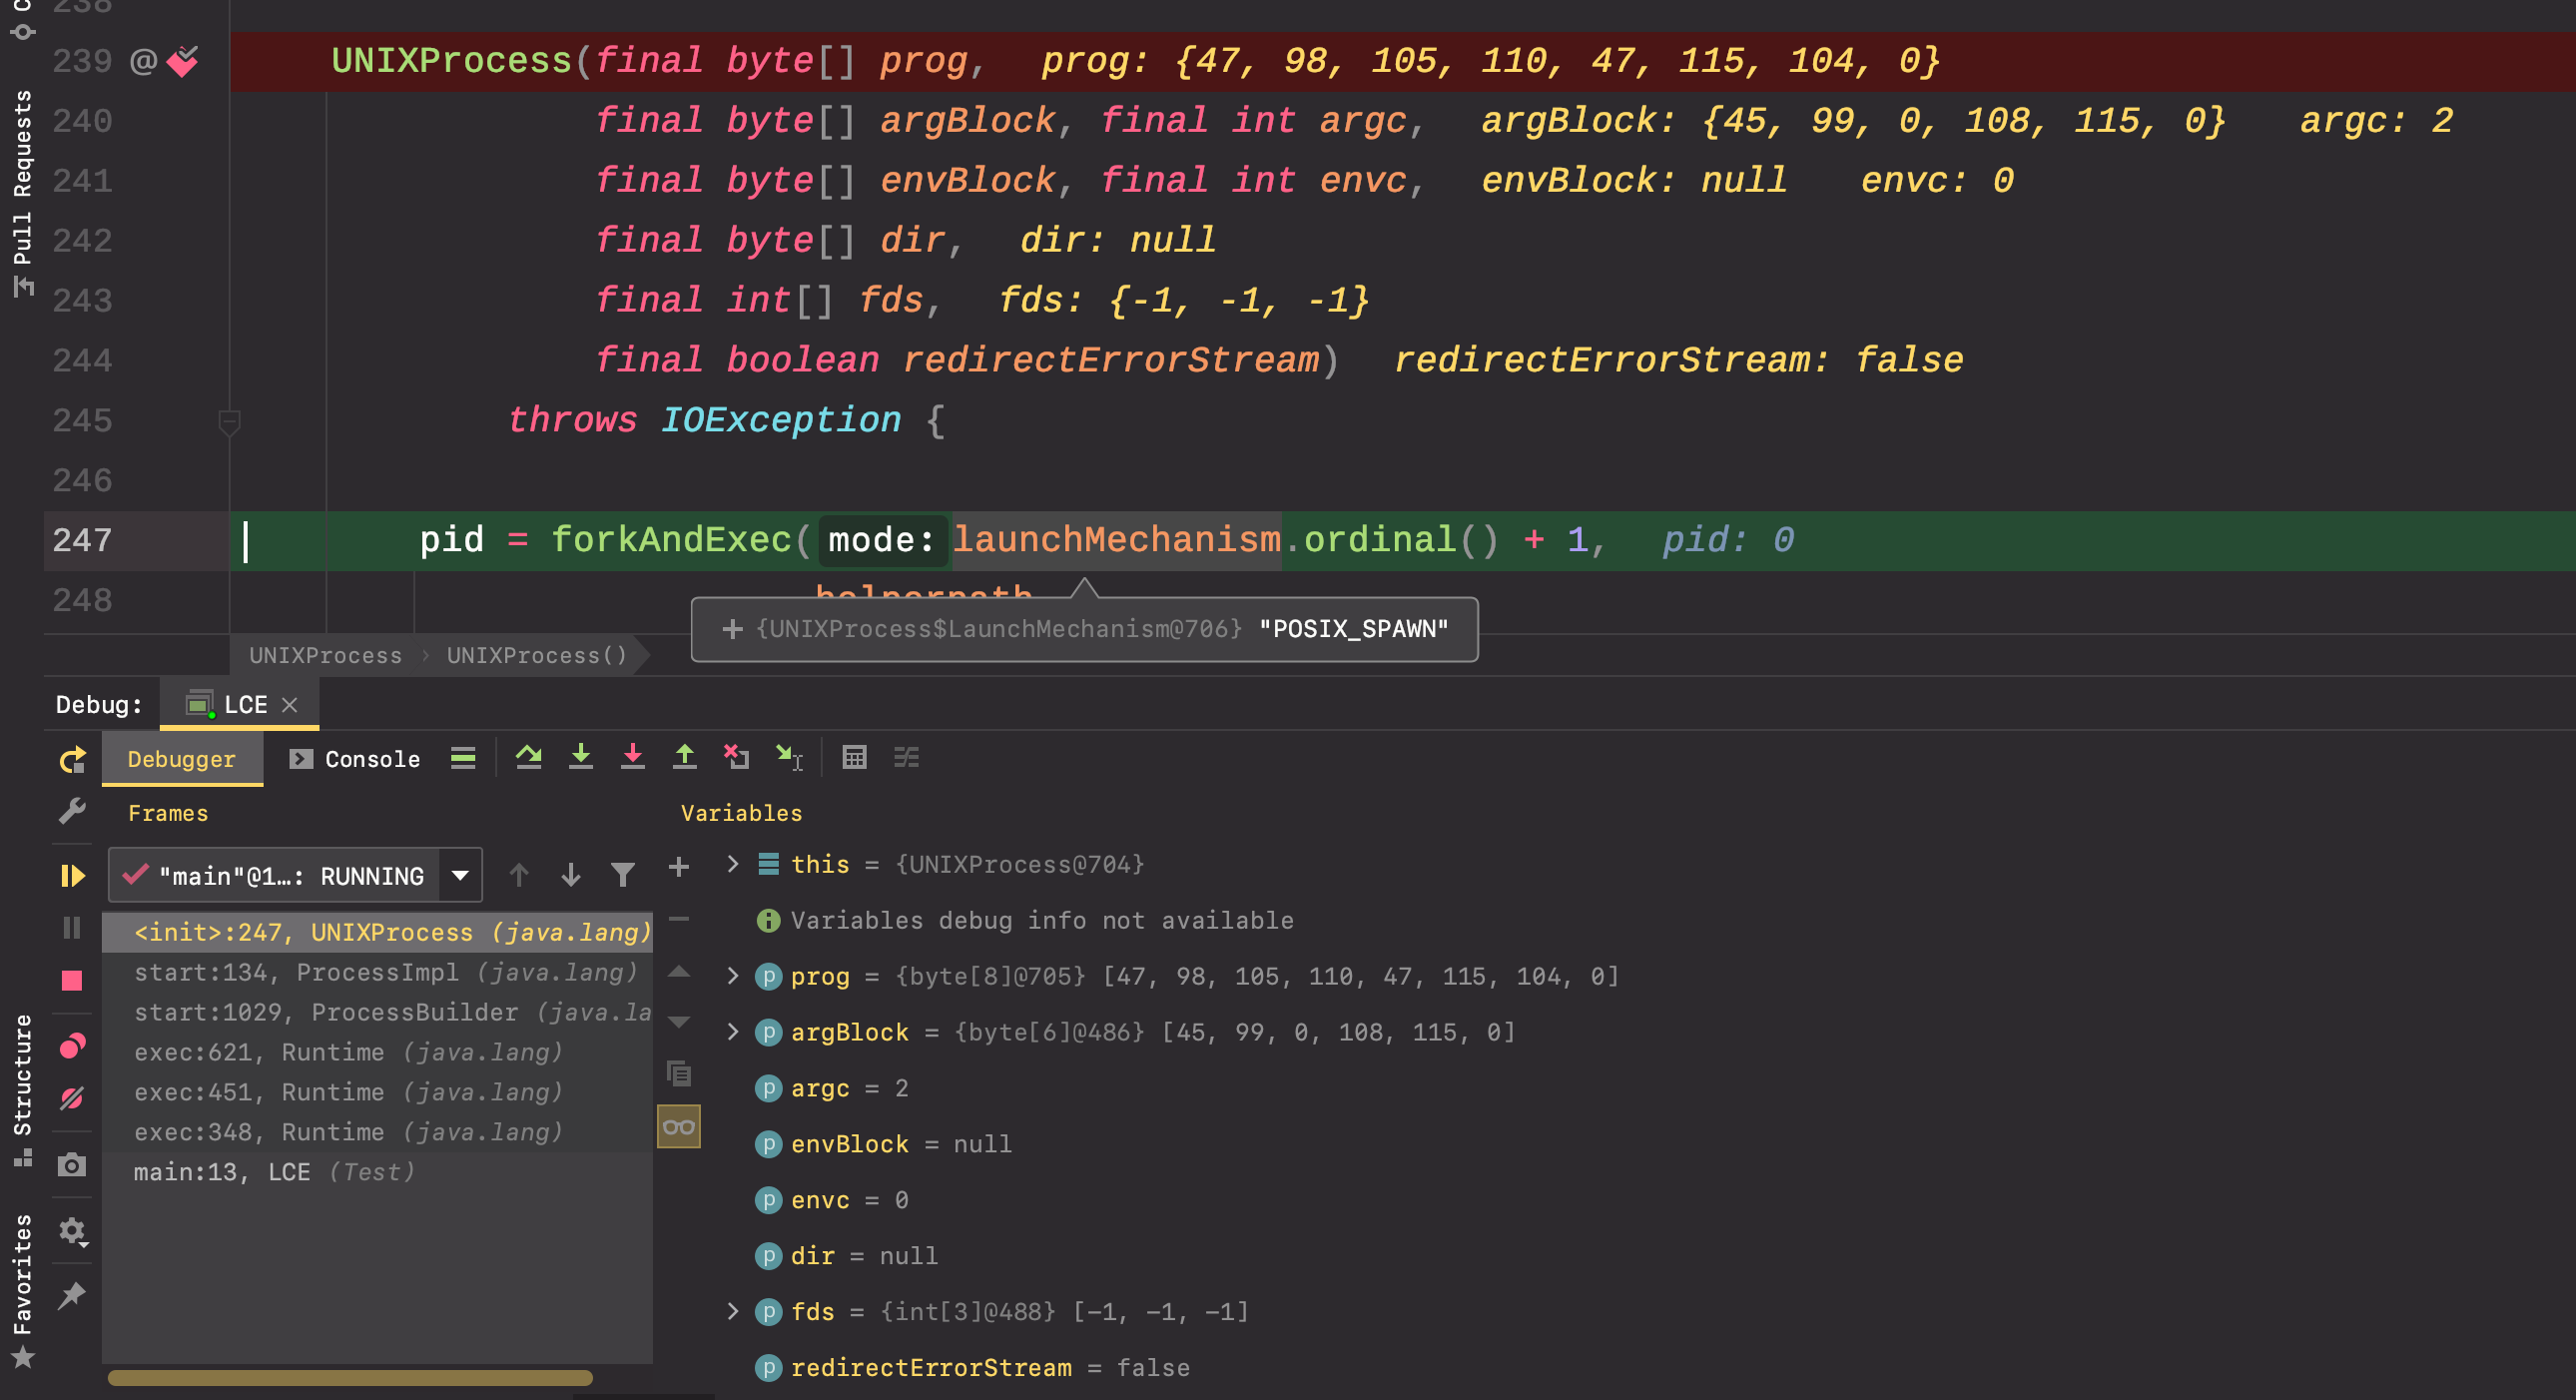 238
239 @ UNIXProcess(final byte[] prog, prog: {47, 98, 105, 110, 47, 115, 104, 0}
240 final byte[] argBlock, final int argc, argBlock: {45, 99, 0, 108, 115, 0} argc: 2
241 final byte[] envBlock, final int envc, envBlock: null envc: 0
242 final byte[] dir, dir: null
243 final int[] fds, fds: {-1, -1, -1}
244 final boolean redirectErrorStream) redirectErrorStream: false
245 throws IOException {
246
247 pid = forkAndExec( mode: launchMechanism.ordinal() + 1, pid: 0
248
+ {UNIXProcess$LaunchMechanism@706} "POSIX_SPAWN"
UNIXProcess › UNIXProcess()
Pull Requests
Structure
Favorites
Debug: LCE ×
Debugger Console
Frames
"main"@1...: RUNNING
<init>:247, UNIXProcess (java.lang)
start:134, ProcessImpl (java.lang)
start:1029, ProcessBuilder (java.la
exec:621, Runtime (java.lang)
exec:451, Runtime (java.lang)
exec:348, Runtime (java.lang)
main:13, LCE (Test)
Variables
this = {UNIXProcess@704}
Variables debug info not available
p prog = {byte[8]@705} [47, 98, 105, 110, 47, 115, 104, 0]
p argBlock = {byte[6]@486} [45, 99, 0, 108, 115, 0]
p argc = 2
p envBlock = null
p envc = 0
p dir = null
p fds = {int[3]@488} [-1, -1, -1]
p redirectErrorStream = false